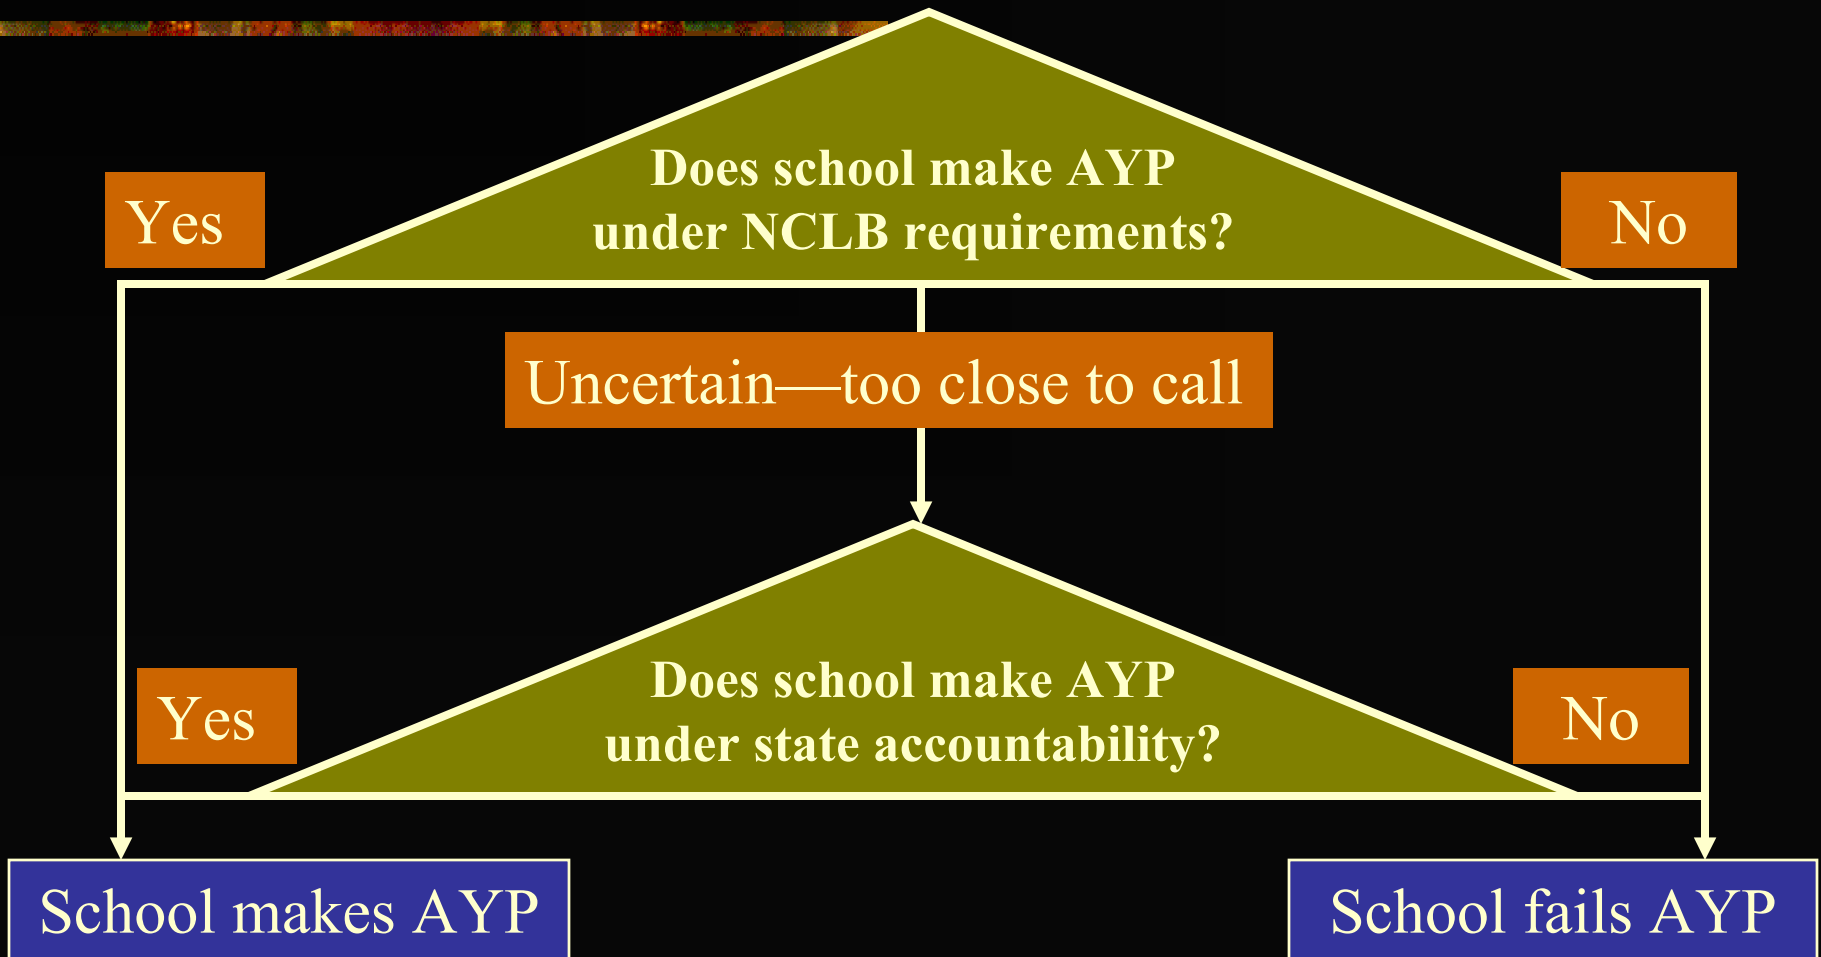 Does school make AYP
under NCLB requirements?
Yes
No
Uncertain—too close to call
Does school make AYP
under state accountability?
Yes
No
School makes AYP
School fails AYP